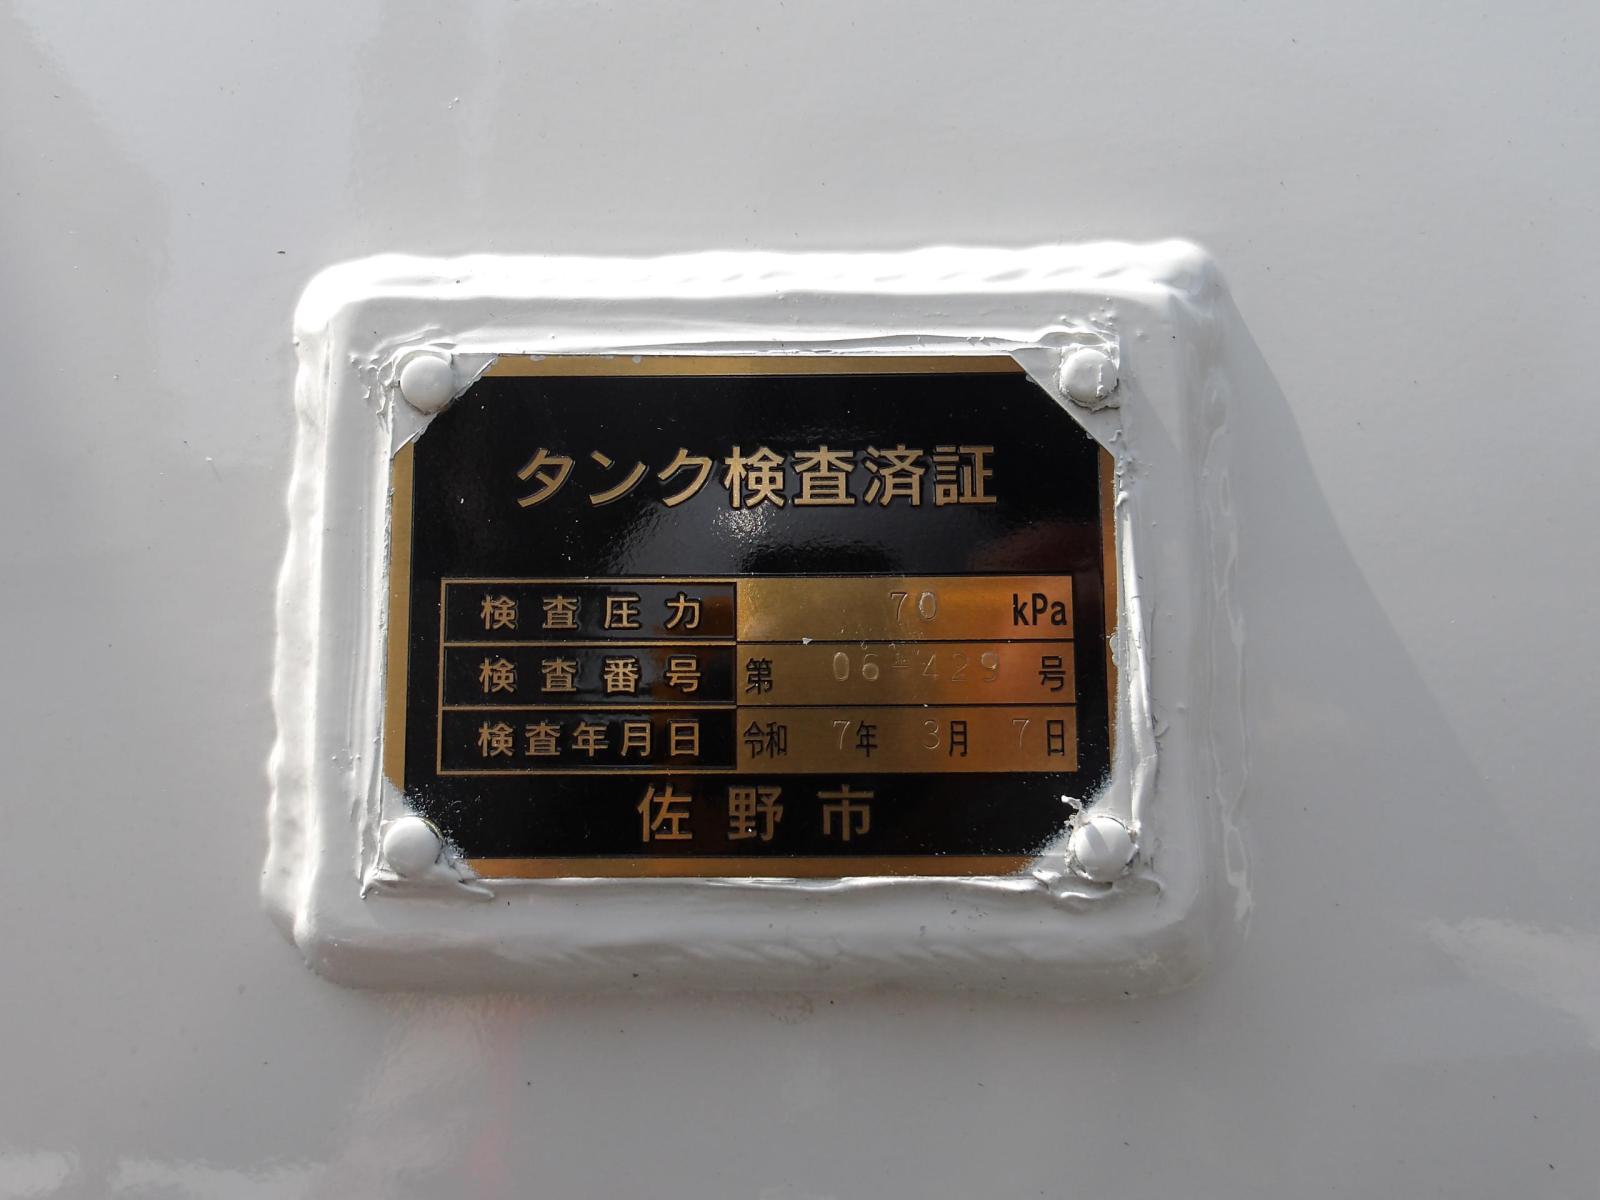 タンク検査済証
検査圧力 70 kPa
検査番号 第 06-429 号
検査年月日 令和 7年 3月 7日
佐野市